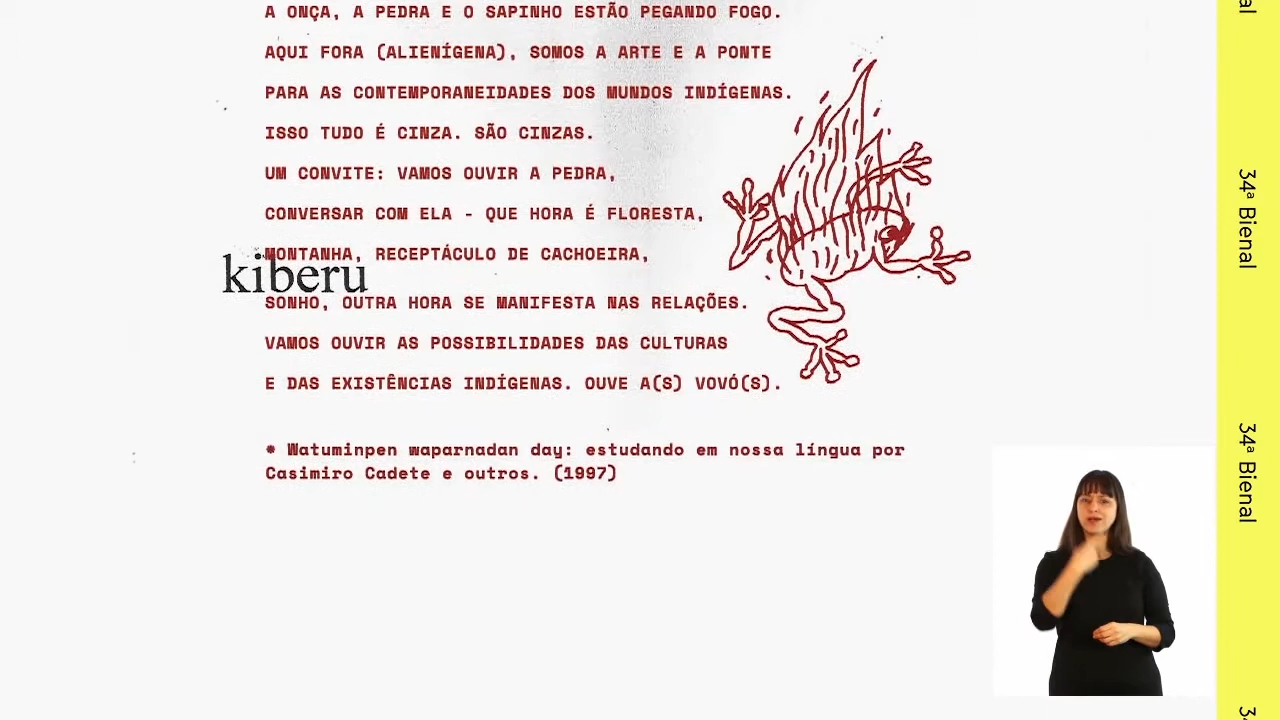 A ONÇA, A PEDRA E O SAPINHO ESTÃO PEGANDO FOGO.
AQUI FORA (ALIENÍGENA), SOMOS A ARTE E A PONTE
PARA AS CONTEMPORANEIDADES DOS MUNDOS INDÍGENAS.
ISSO TUDO É CINZA. SÃO CINZAS.
UM CONVITE: VAMOS OUVIR A PEDRA,
CONVERSAR COM ELA - QUE HORA É FLORESTA,
MONTANHA, RECEPTÁCULO DE CACHOEIRA,
kiberu
SONHO, OUTRA HORA SE MANIFESTA NAS RELAÇÕES.
VAMOS OUVIR AS POSSIBILIDADES DAS CULTURAS
E DAS EXISTÊNCIAS INDÍGENAS. OUVE A(S) VOVÓ(S).
* Watuminpen waparnadan day: estudando em nossa língua por
Casimiro Cadete e outros. (1997)
al
34ª Bienal
34ª Bienal
34